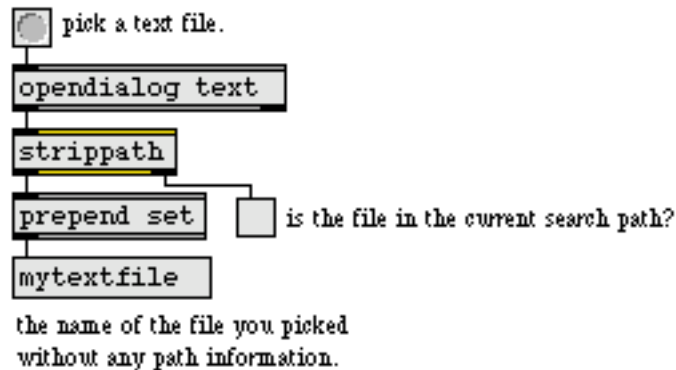 pick a text file.
opendialog text
strippath
prepend set
is the file in the current search path?
mytextfile
the name of the file you picked
without any path information.